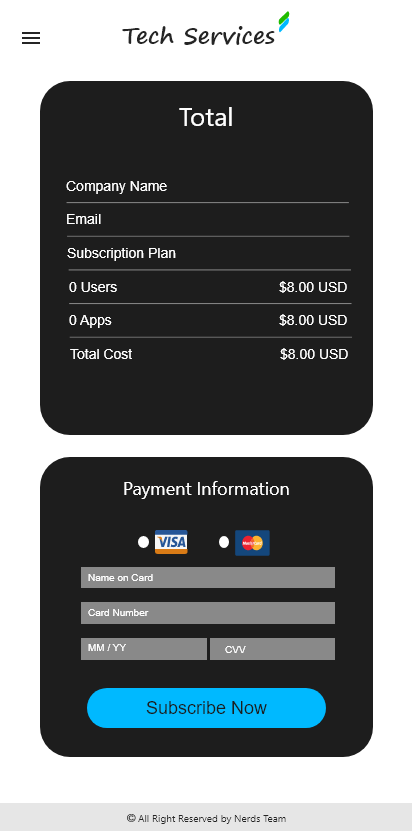 Tech Services
Total
Company Name
Email
Subscription Plan
0 Users $8.00 USD
0 Apps $8.00 USD
Total Cost $8.00 USD
Payment Information
VISA MasterCard
Name on Card
Card Number
MM / YY CVV
Subscribe Now
© All Right Reserved by Nerds Team